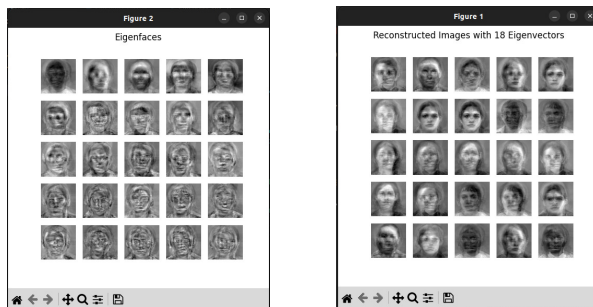 Figure 2
Eigenfaces
Figure 1
Reconstructed Images with 18 Eigenvectors